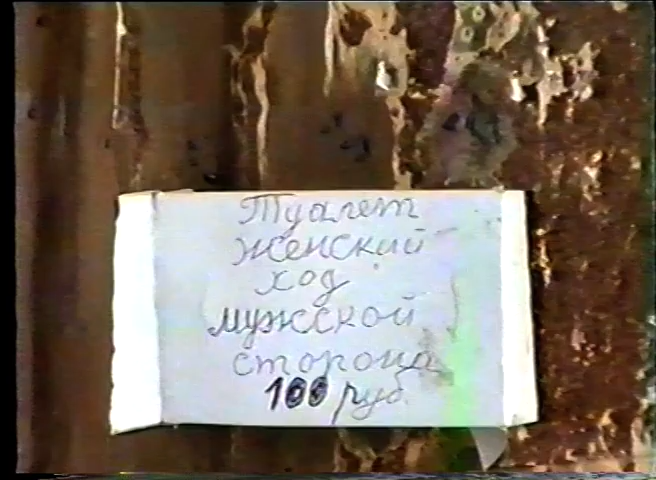 Туалет
женский
ход
мужской
сторона
100 руб.